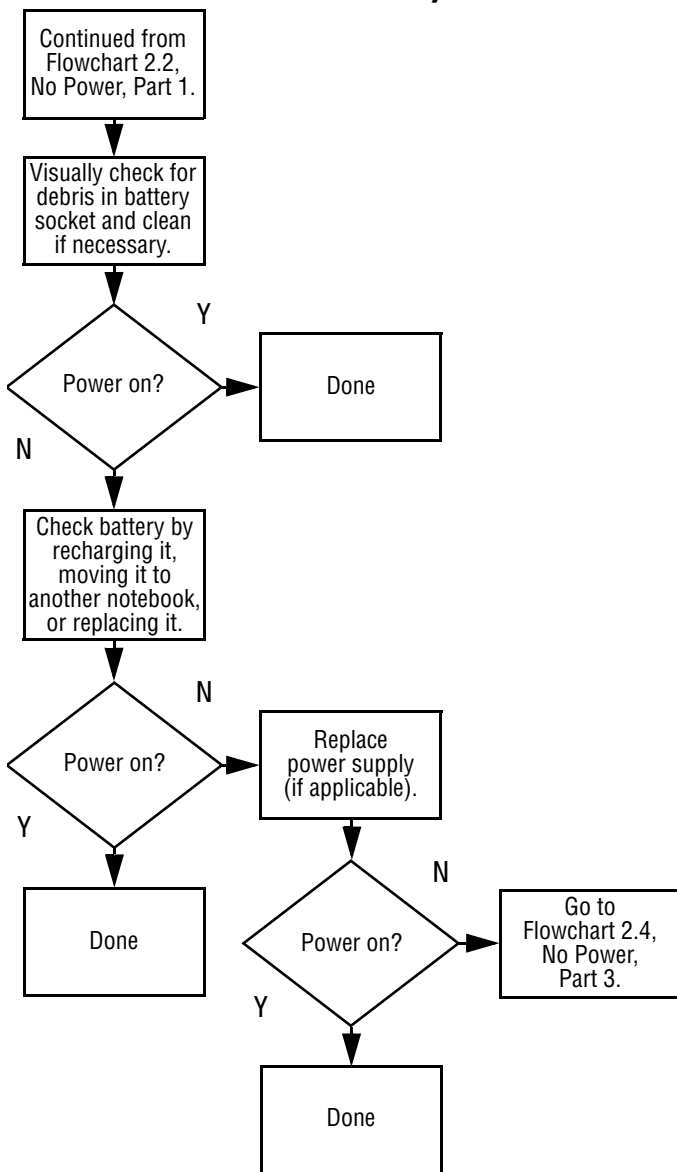 Continued from
Flowchart 2.2,
No Power, Part 1.
Visually check for
debris in battery
socket and clean
if necessary.
Y
Power on?
Done
N
Check battery by
recharging it,
moving it to
another notebook,
or replacing it.
N
Power on?
Replace
power supply
(if applicable).
Y
N
Done
Power on?
Go to
Flowchart 2.4,
No Power,
Part 3.
Y
Done